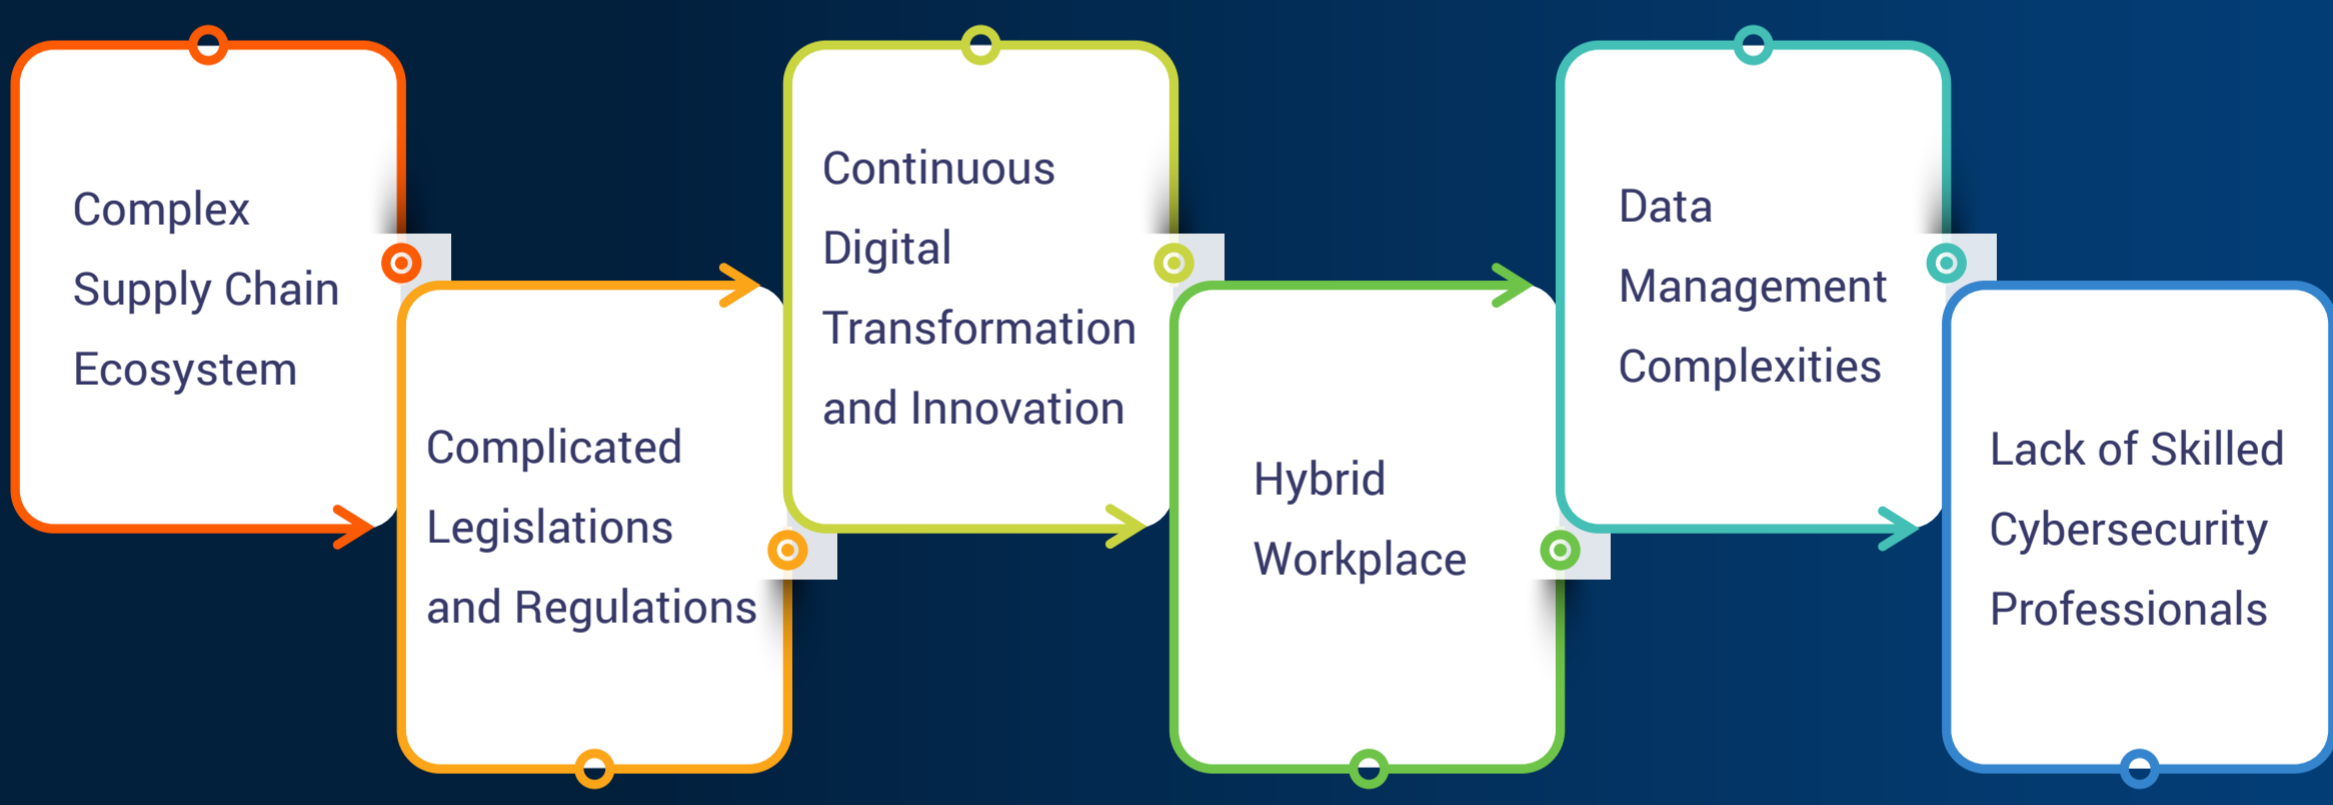 Complex
Supply Chain
Ecosystem
Complicated
Legislations
and Regulations
Continuous
Digital
Transformation
and Innovation
Hybrid
Workplace
Data
Management
Complexities
Lack of Skilled
Cybersecurity
Professionals